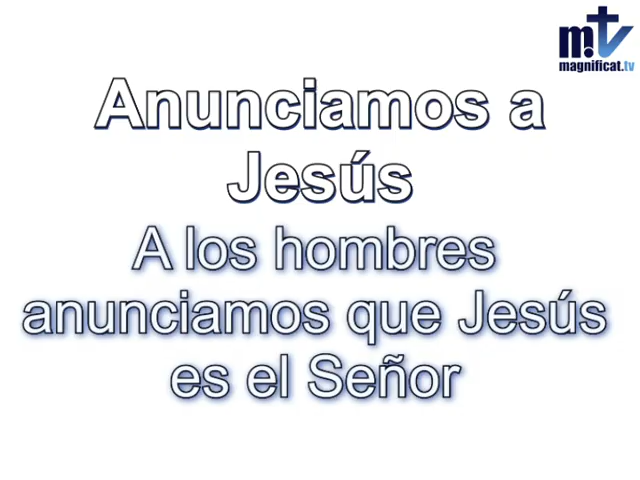 magnificat.tv
Anunciamos a
Jesús
A los hombres
anunciamos que Jesús
es el Señor